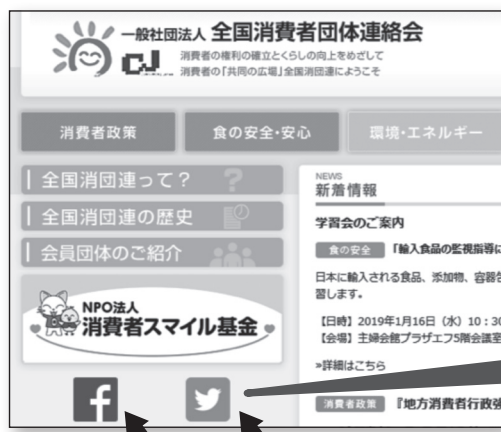 一般社団法人 全国消費者団体連絡会
CJ
消費者の権利の確立とくらしの向上をめざして
消費者の「共同の広場」全国消団連にようこそ
消費者政策
食の安全・安心
環境・エネルギー
全国消団連って？
全国消団連の歴史
会員団体のご紹介
NPO法人
消費者スマイル基金
NEWS
新着情報
学習会のご案内
食の安全 「輸入食品の監視指導に
日本に輸入される食品、添加物、容器包
習します。
【日時】2019年1月16日（水）10：30
【会場】主婦会館プラザエフ5階会議室
»詳細はこちら
消費者政策 『地方消費者行政強